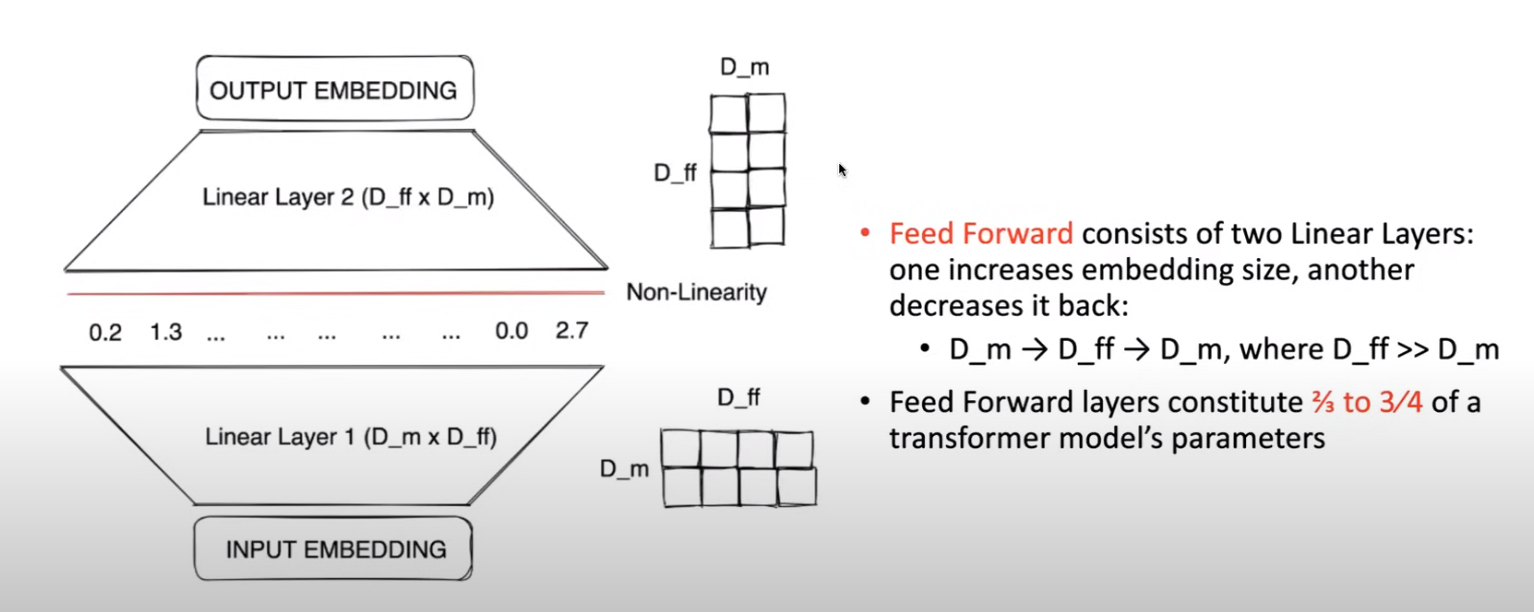 OUTPUT EMBEDDING
Linear Layer 2 (D_ff x D_m)
D_m
D_ff
Non-Linearity
0.2 1.3 ... ... ... ... ... 0.0 2.7
Linear Layer 1 (D_m x D_ff)
D_ff
D_m
INPUT EMBEDDING
• Feed Forward consists of two Linear Layers:
one increases embedding size, another
decreases it back:
• D_m → D_ff → D_m, where D_ff >> D_m
• Feed Forward layers constitute ⅔ to 3/4 of a
transformer model's parameters